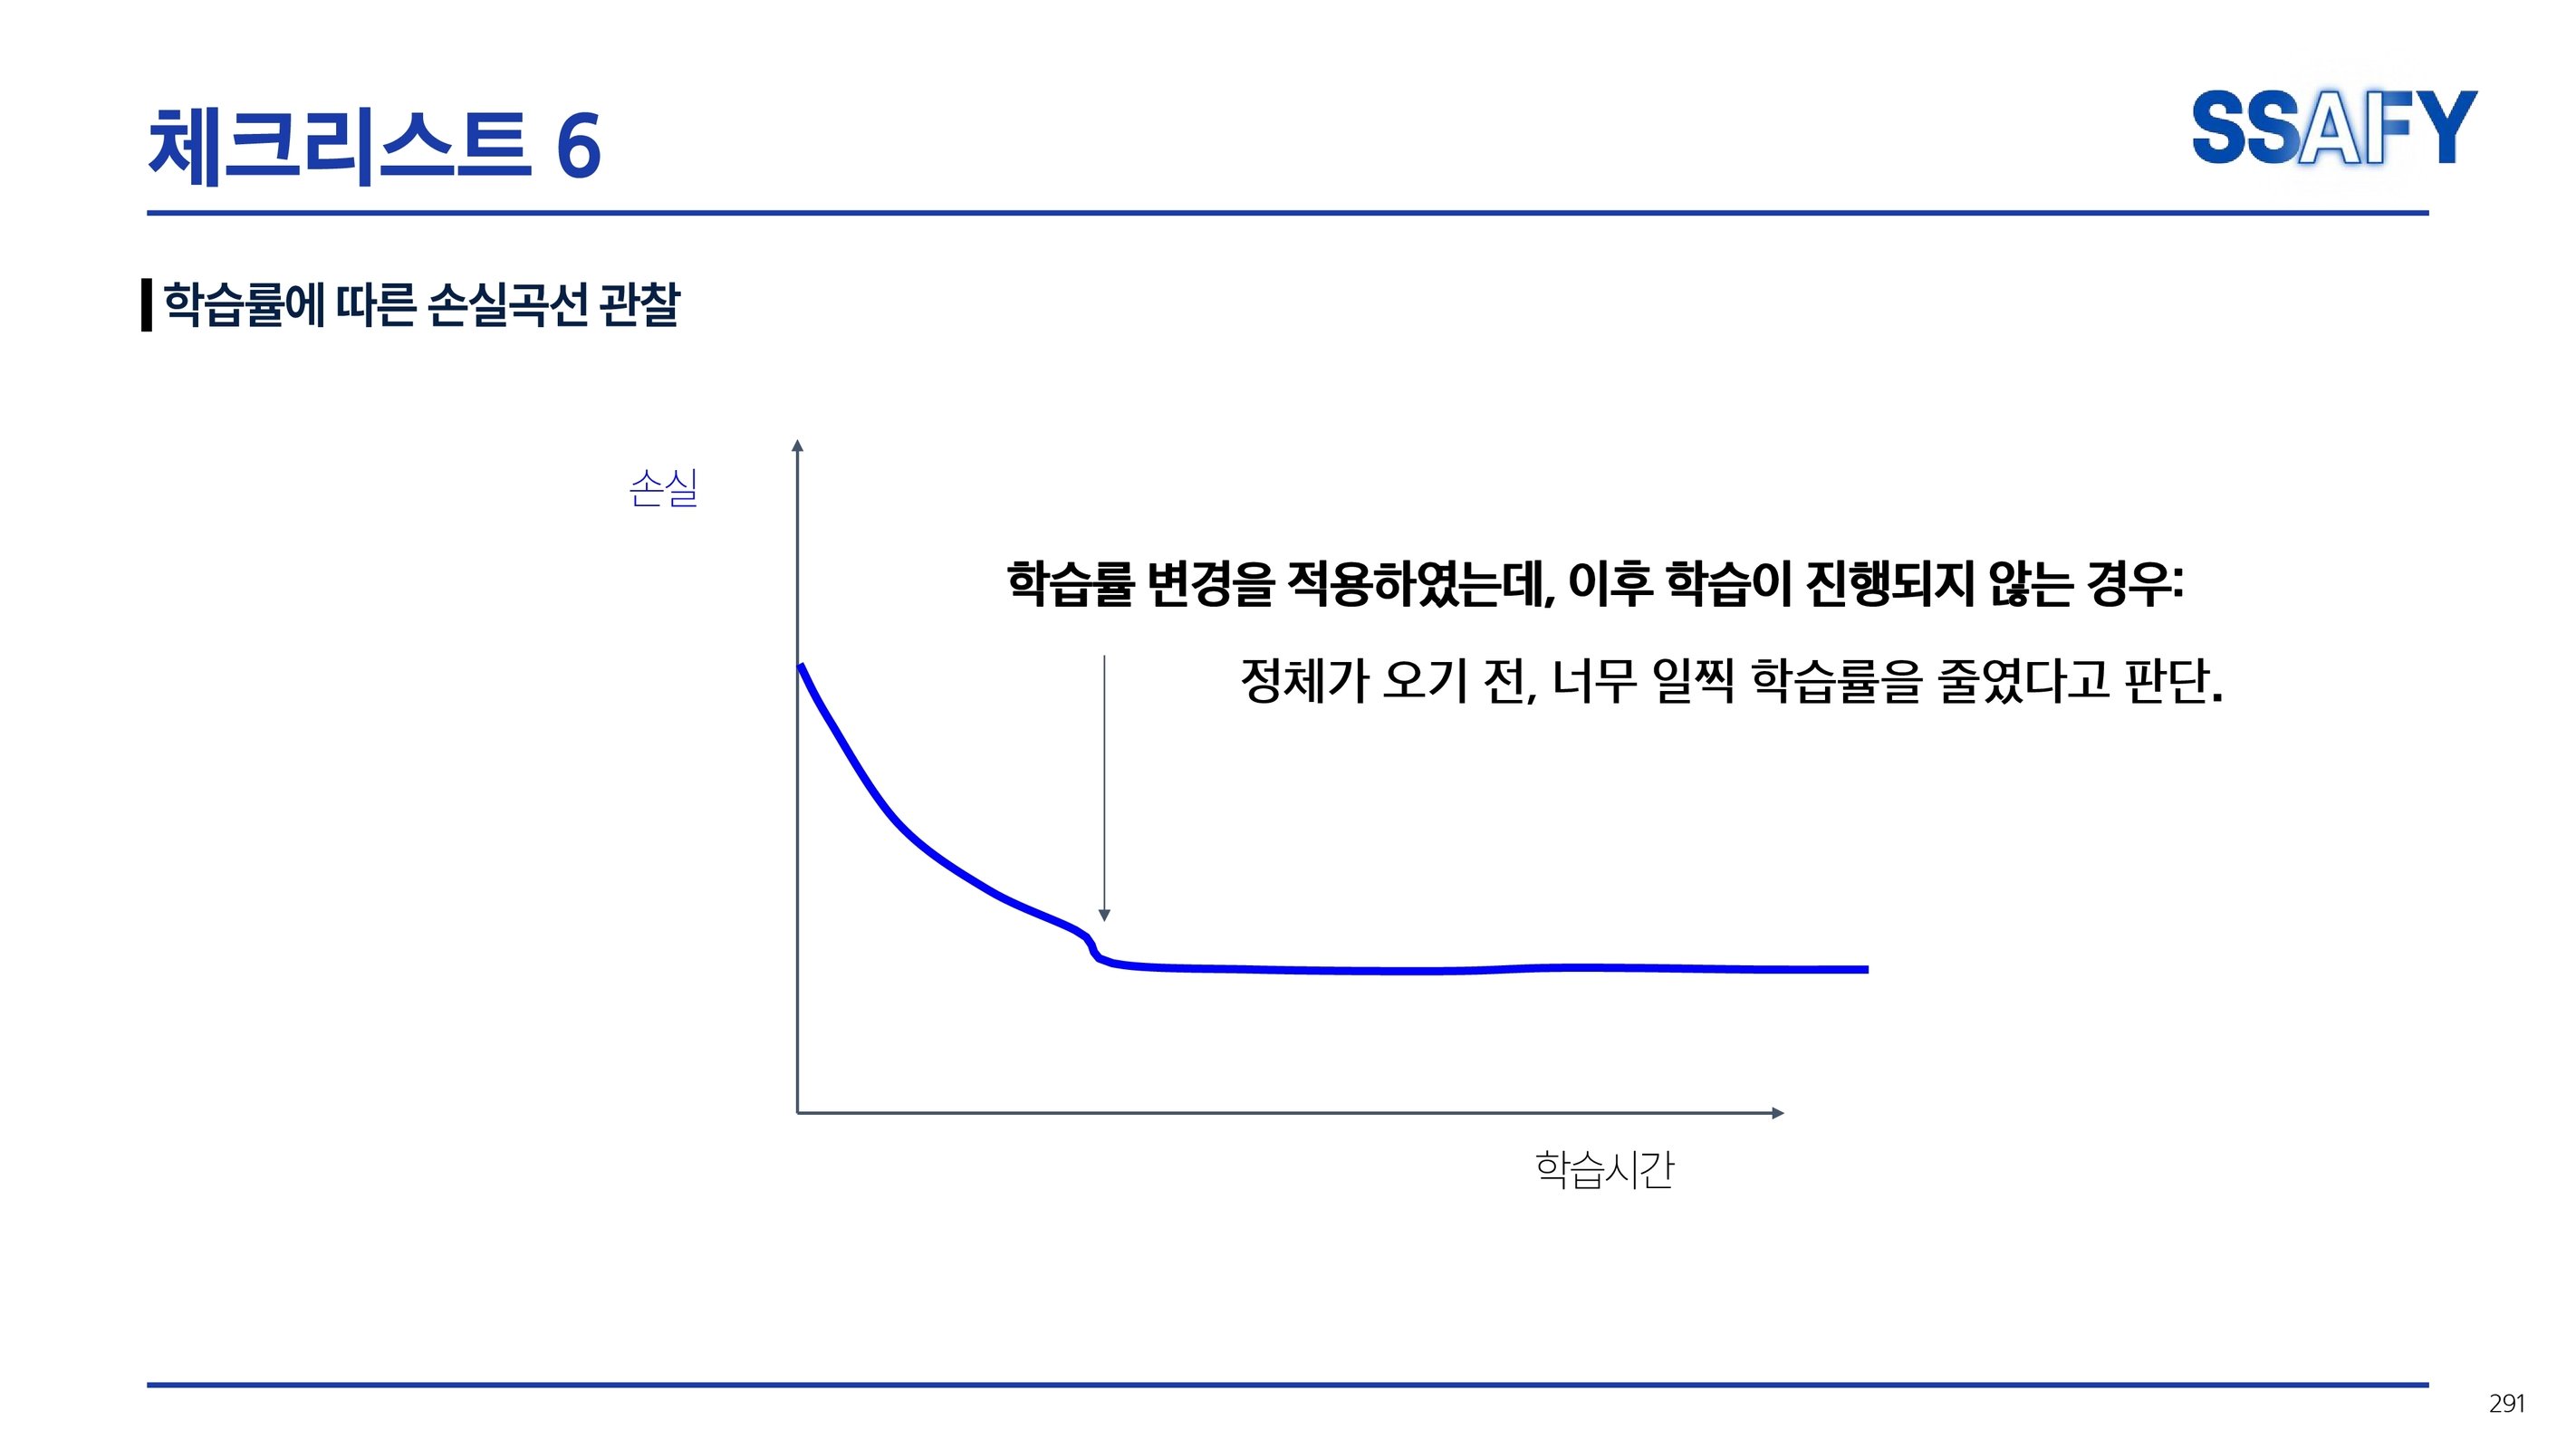 체크리스트 6
SSAFY
학습률에 따른 손실곡선 관찰
손실
학습률 변경을 적용하였는데, 이후 학습이 진행되지 않는 경우:
정체가 오기 전, 너무 일찍 학습률을 줄였다고 판단.
학습시간
291